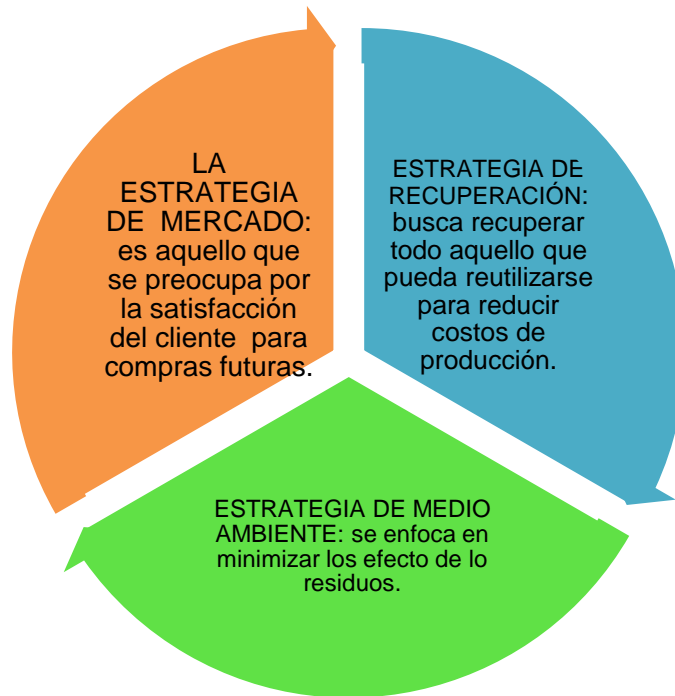 LA
ESTRATEGIA
DE MERCADO:
es aquello que
se preocupa por
la satisfacción
del cliente para
compras futuras.
ESTRATEGIA DE
RECUPERACIÓN:
busca recuperar
todo aquello que
pueda reutilizarse
para reducir
costos de
producción.
ESTRATEGIA DE MEDIO
AMBIENTE: se enfoca en
minimizar los efecto de lo
residuos.